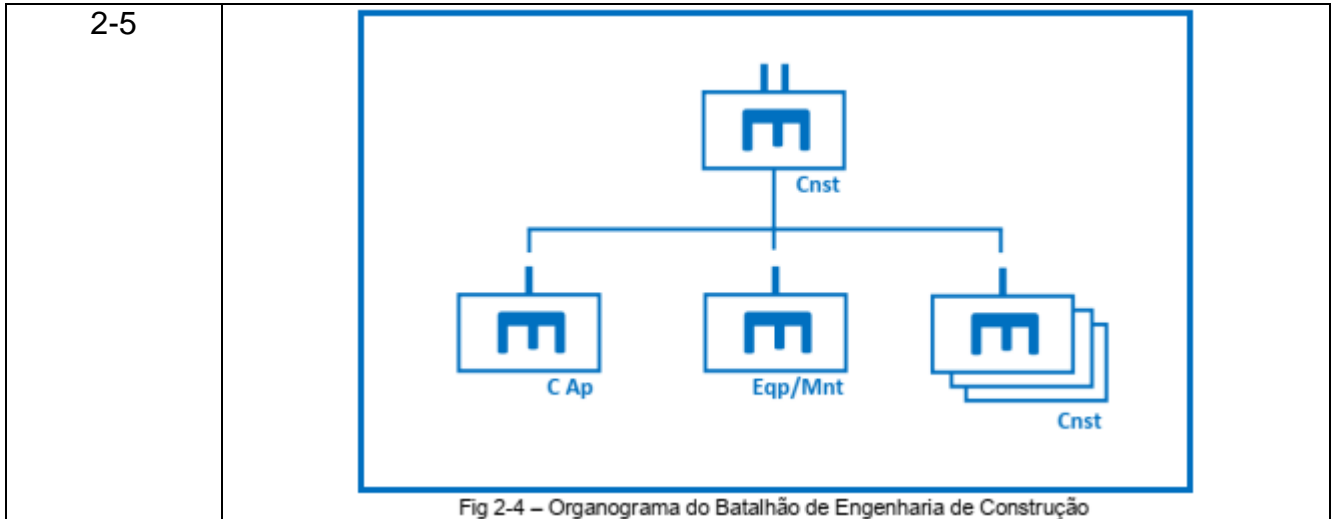 2-5
Cnst
C Ap
Eqp/Mnt
Cnst
Fig 2-4 – Organograma do Batalhão de Engenharia de Construção